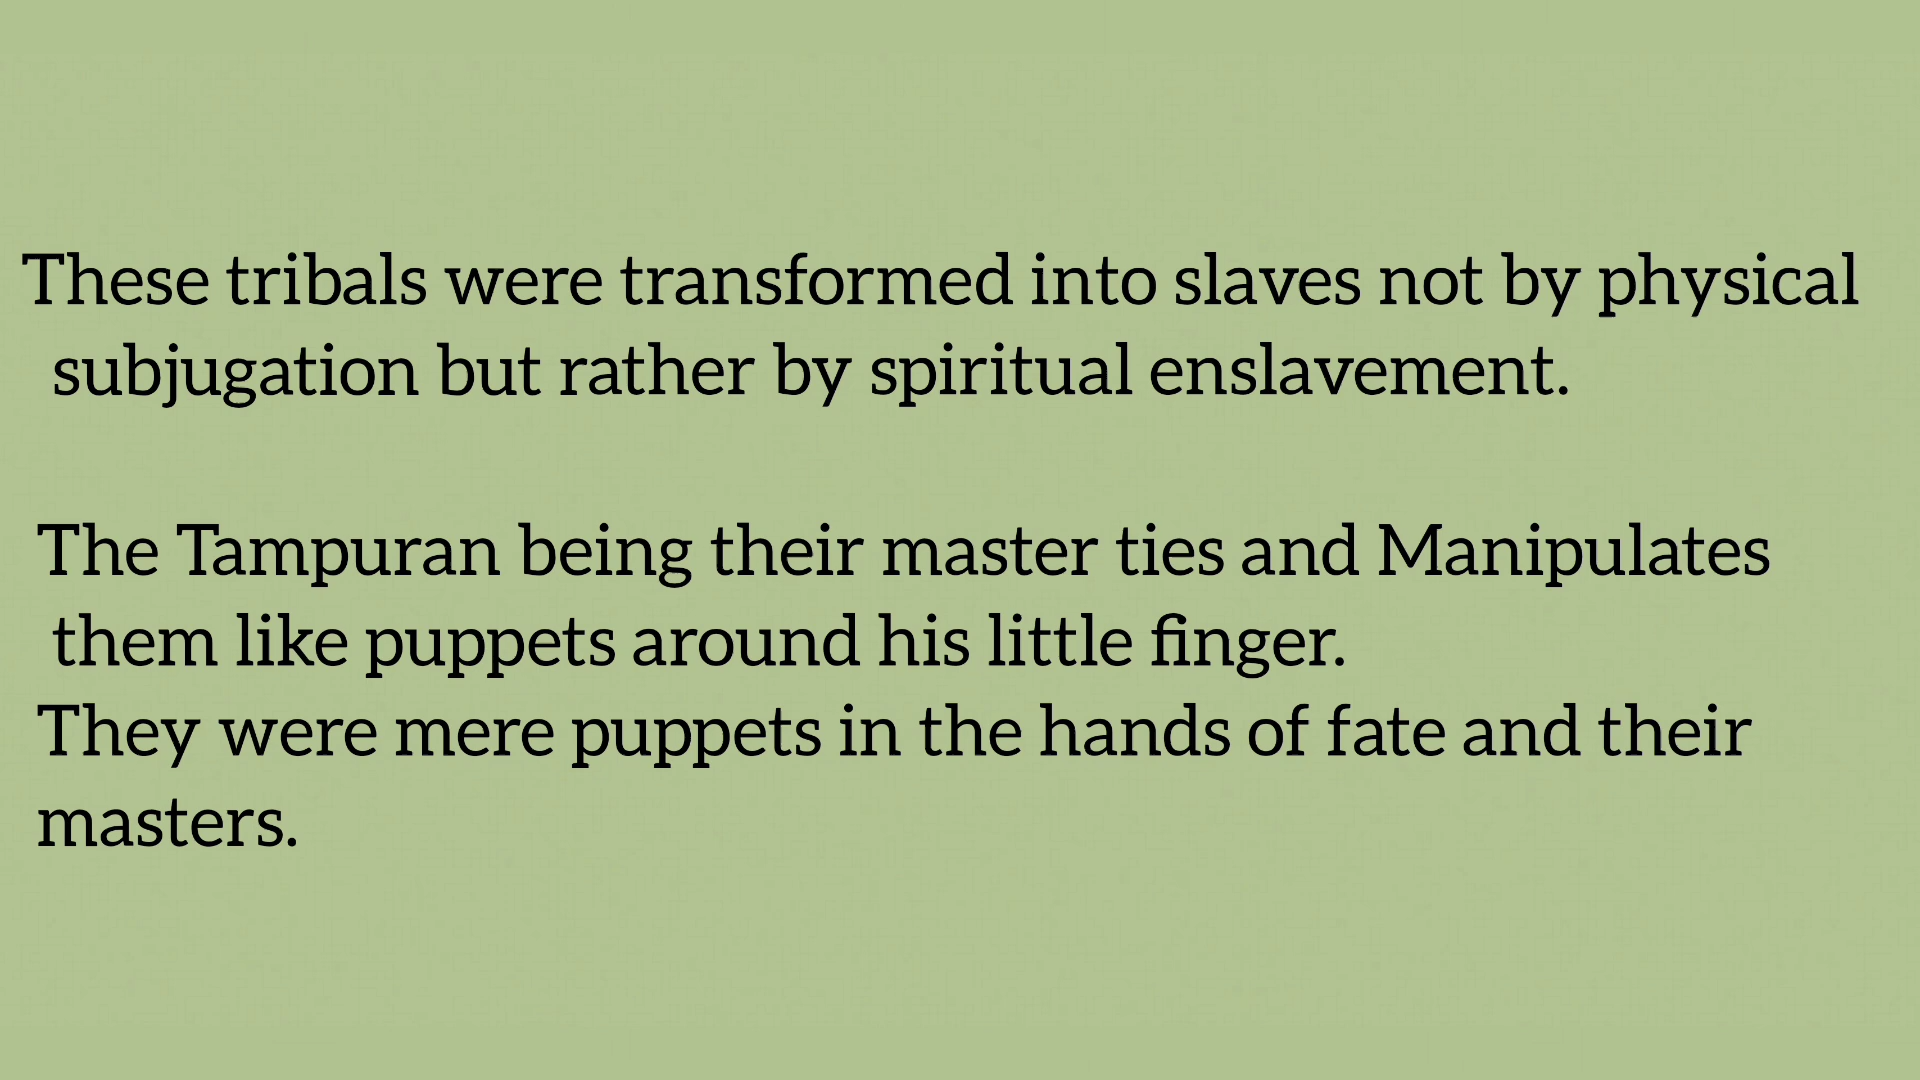 These tribals were transformed into slaves not by physical
subjugation but rather by spiritual enslavement.
The Tampuran being their master ties and Manipulates
them like puppets around his little finger.
They were mere puppets in the hands of fate and their
masters.